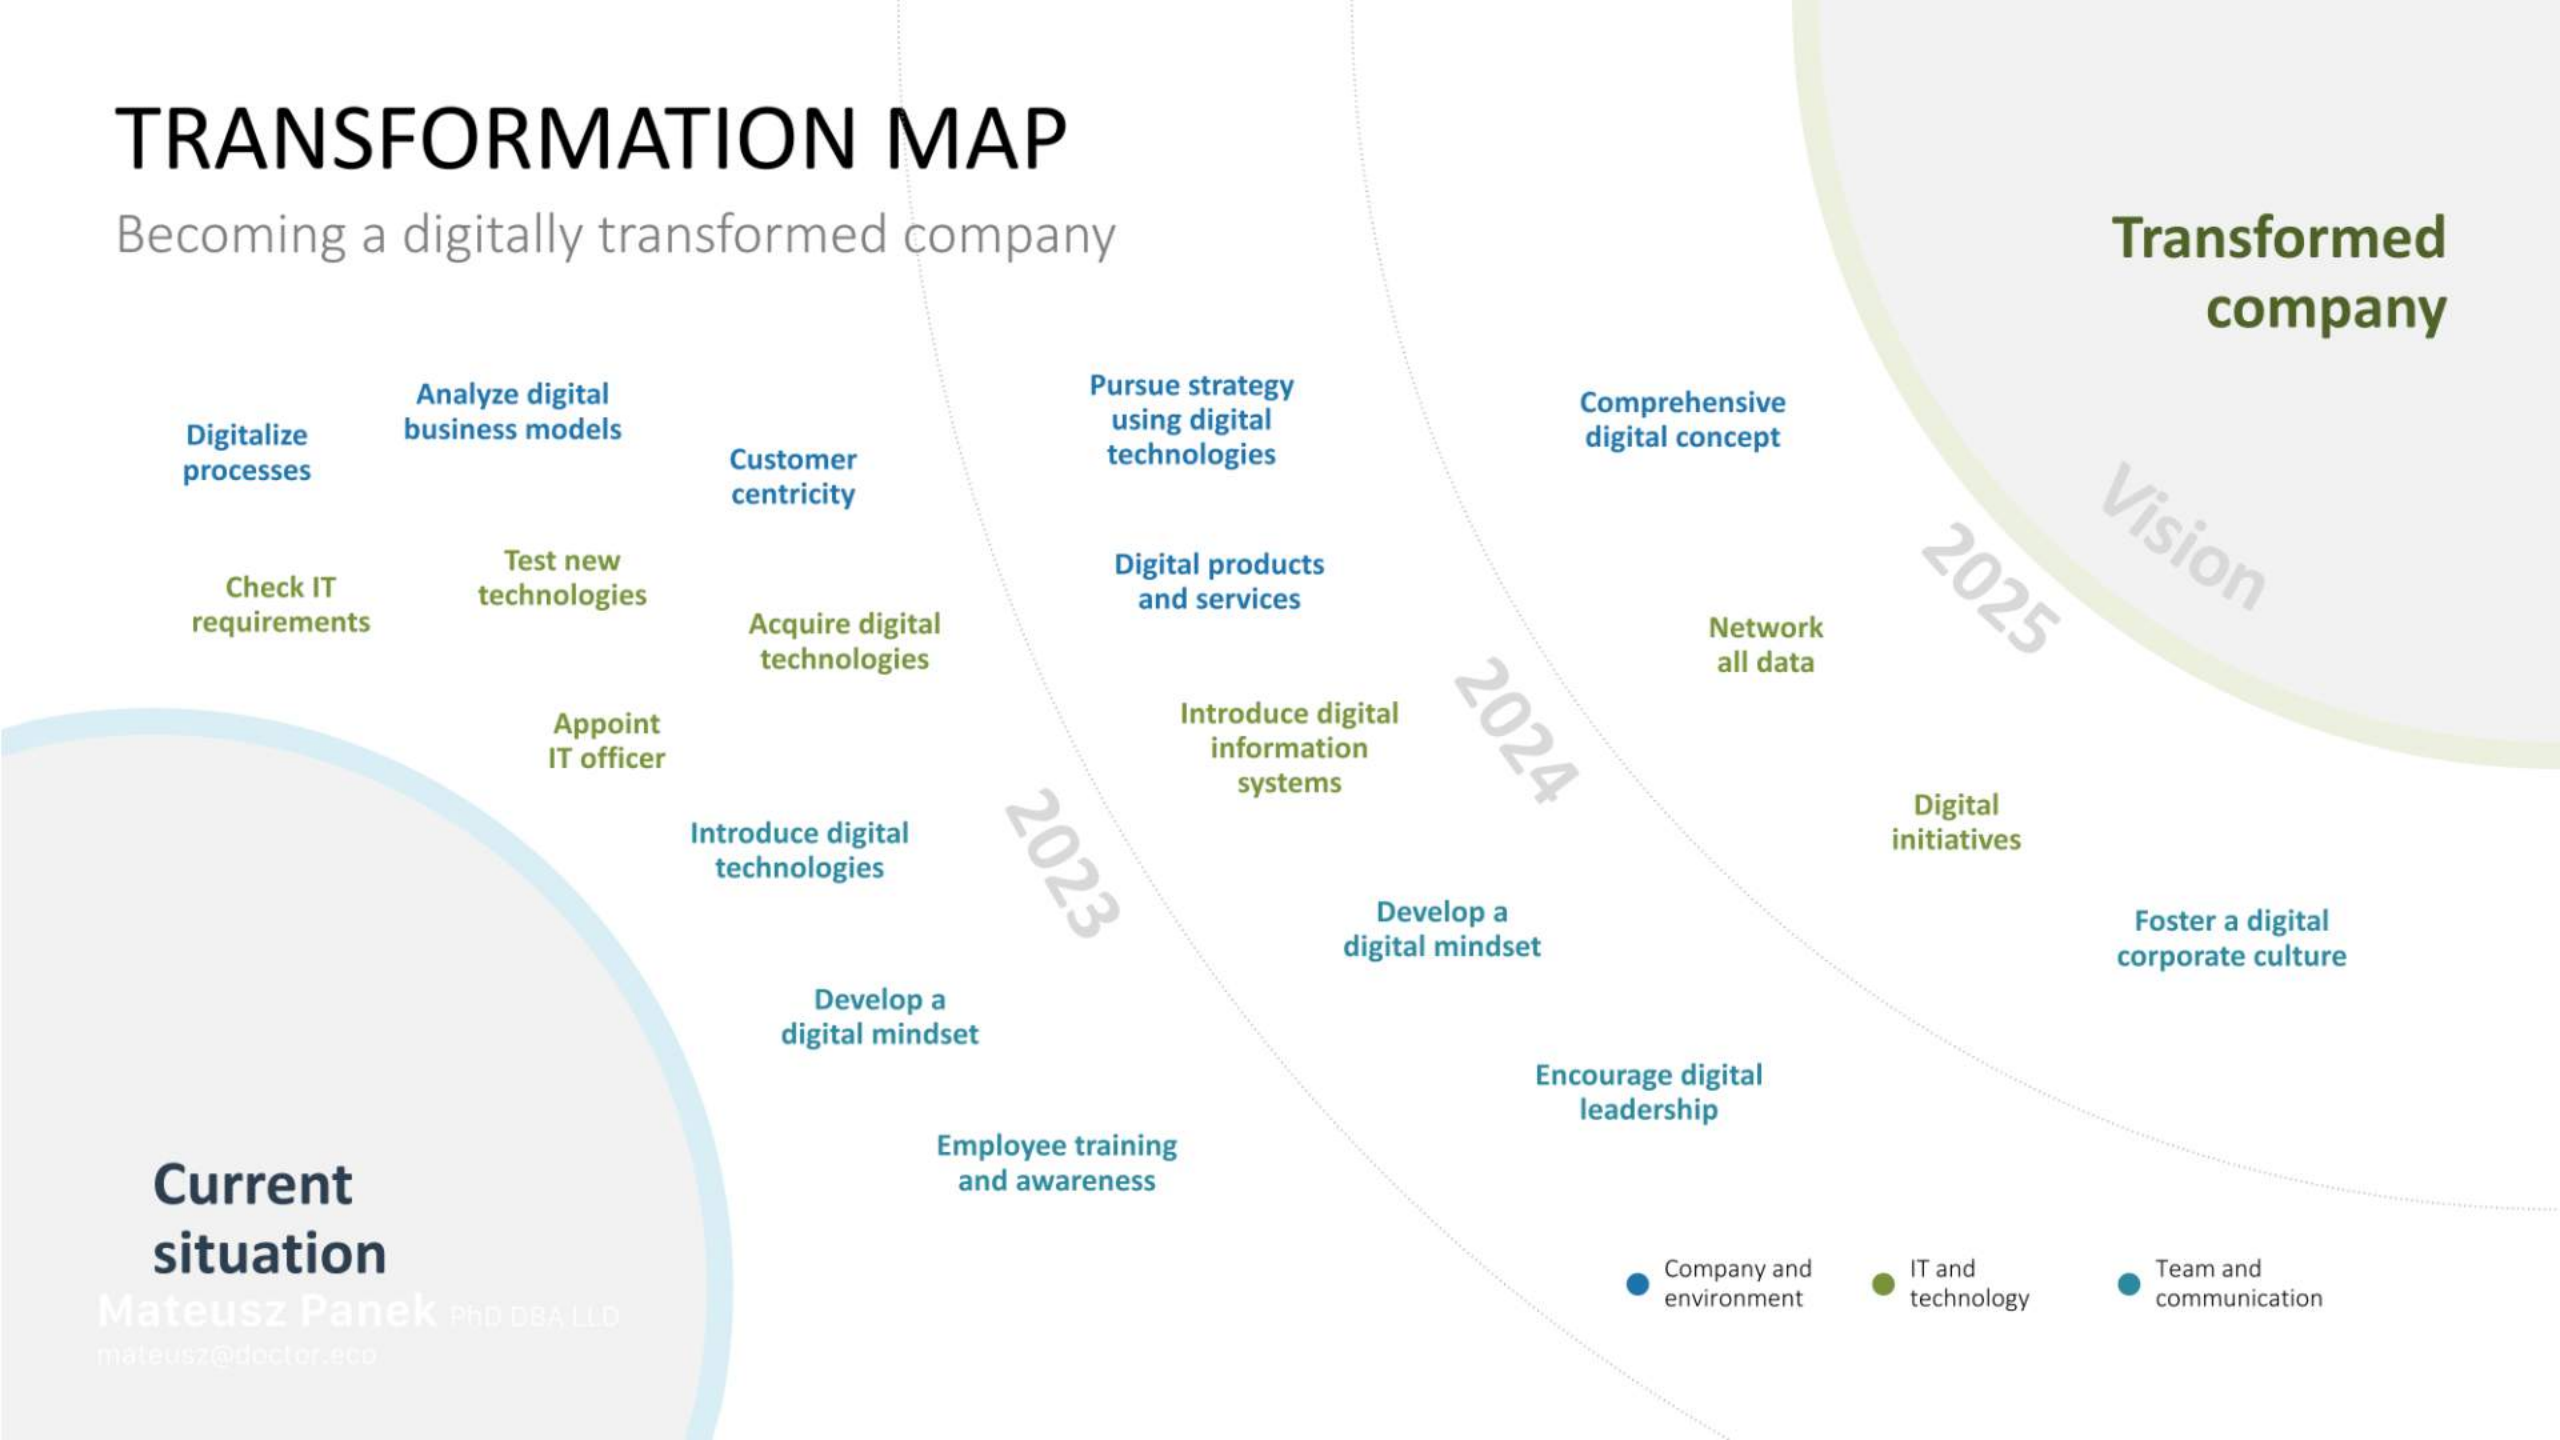 TRANSFORMATION MAP
Becoming a digitally transformed company
Transformed
company
Vision
Digitalize
processes
Analyze digital
business models
Customer
centricity
Pursue strategy
using digital
technologies
Comprehensive
digital concept
Check IT
requirements
Test new
technologies
Acquire digital
technologies
Digital products
and services
Network
all data
2025
Appoint
IT officer
Introduce digital
information
systems
2024
Introduce digital
technologies
2023
Digital
initiatives
Develop a
digital mindset
Develop a
digital mindset
Foster a digital
corporate culture
Employee training
and awareness
Encourage digital
leadership
Current
situation
Mateusz Panek PhD DBA LLD
mateusz@doctor.eco
Company and
environment
IT and
technology
Team and
communication